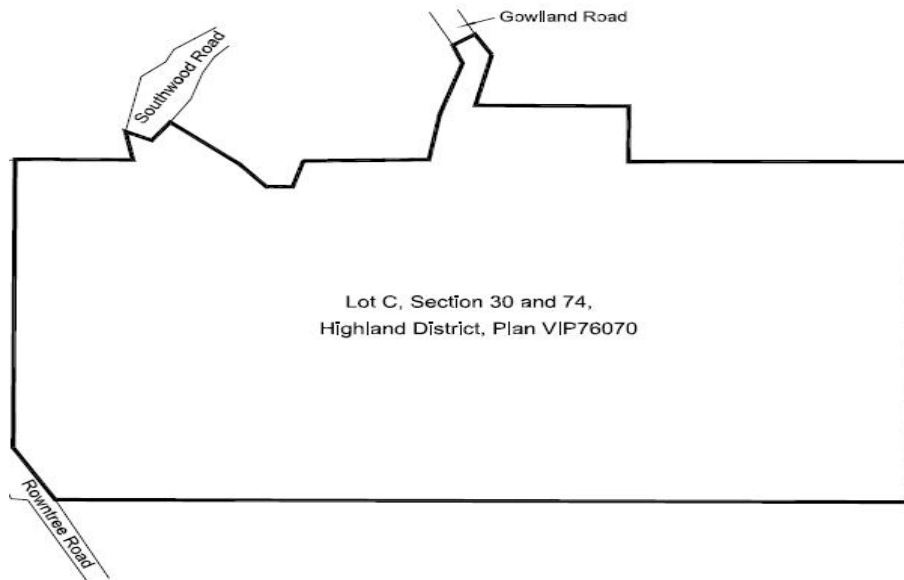 Gowlland Road
Southwood Road
Lot C, Section 30 and 74,
Highland District, Plan VIP76070
Rowntree Road